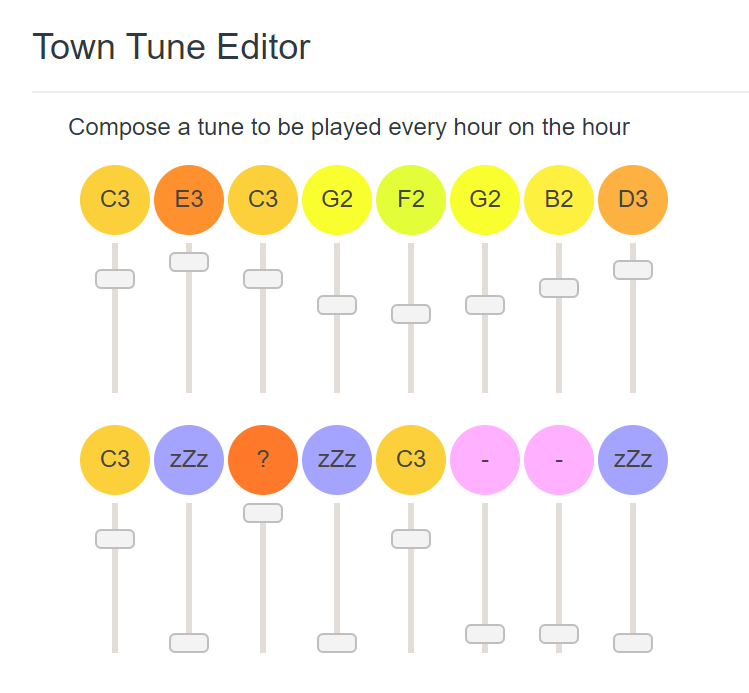 Town Tune Editor
Compose a tune to be played every hour on the hour
C3 E3 C3 G2 F2 G2 B2 D3
C3 zZz ? zZz C3 - - zZz